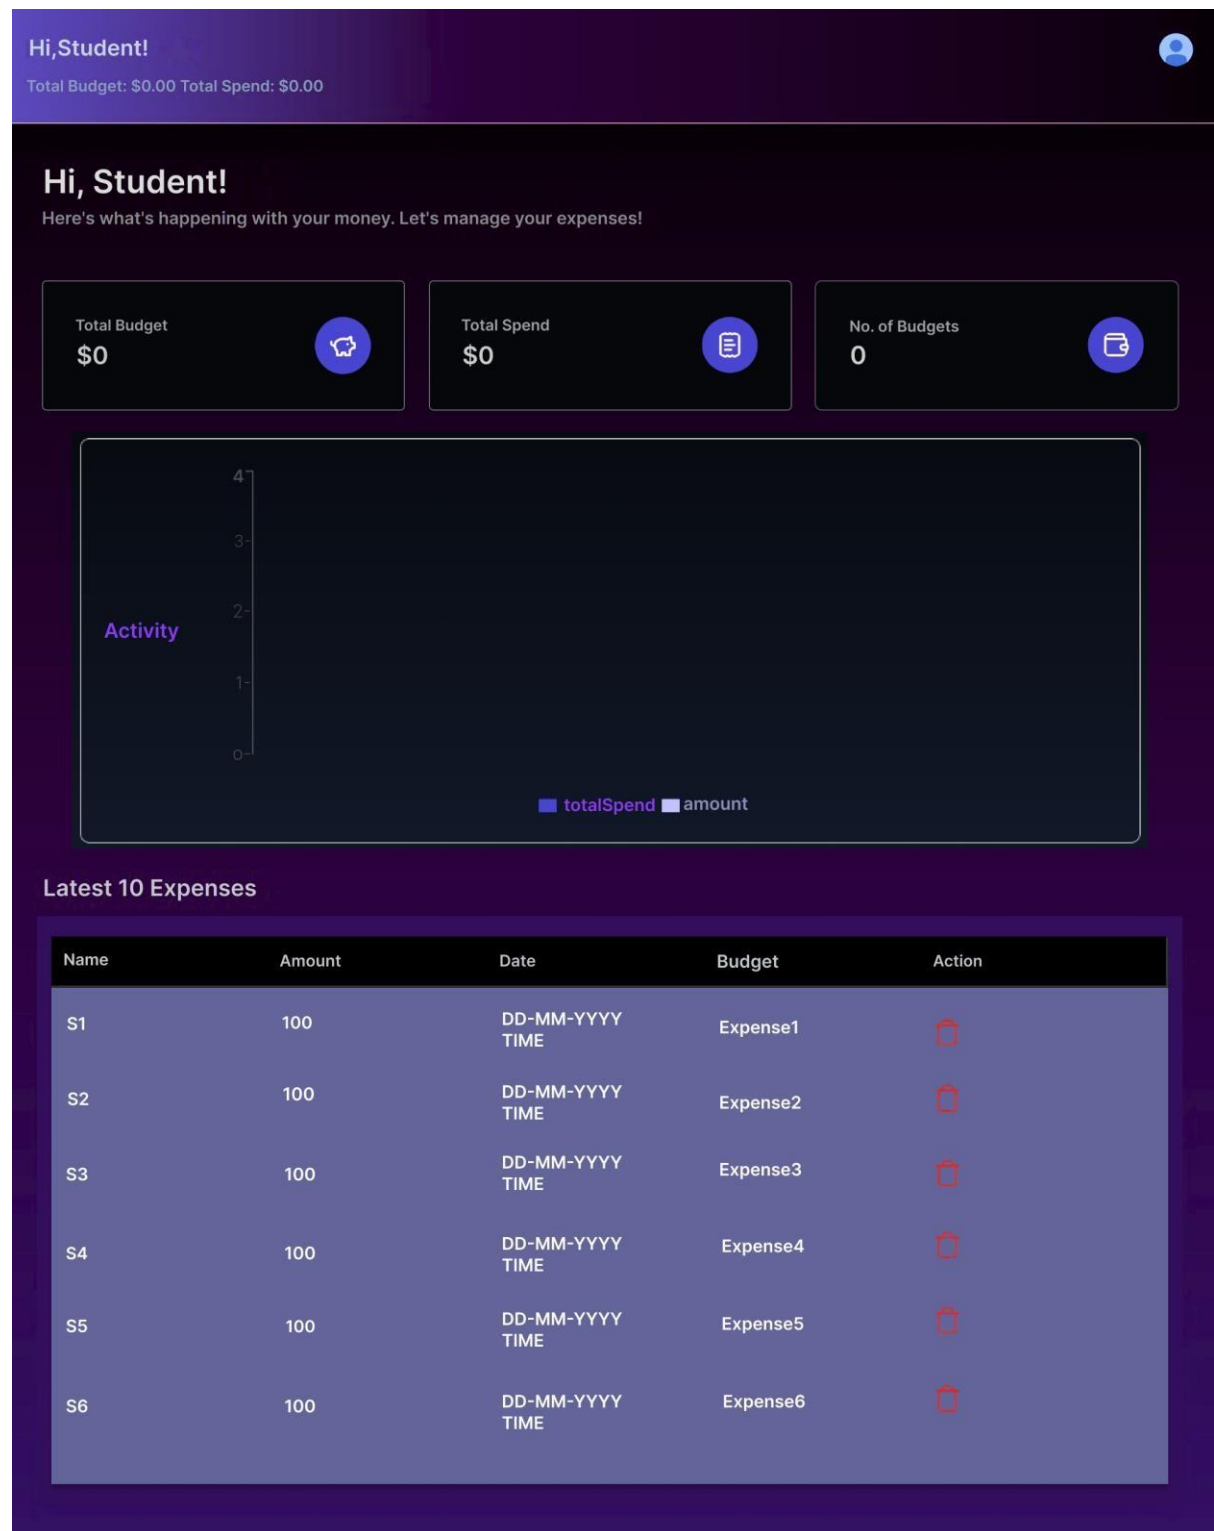 Hi,Student!
Total Budget: $0.00 Total Spend: $0.00
Hi, Student!
Here's what's happening with your money. Let's manage your expenses!
Total Budget
$0
Total Spend
$0
No. of Budgets
0
4
3
2
Activity
1
0
totalSpend amount
Latest 10 Expenses
Name Amount Date Budget Action
S1 100 DD-MM-YYYY Expense1
TIME
S2 100 DD-MM-YYYY Expense2
TIME
S3 100 DD-MM-YYYY Expense3
TIME
S4 100 DD-MM-YYYY Expense4
TIME
S5 100 DD-MM-YYYY Expense5
TIME
S6 100 DD-MM-YYYY Expense6
TIME